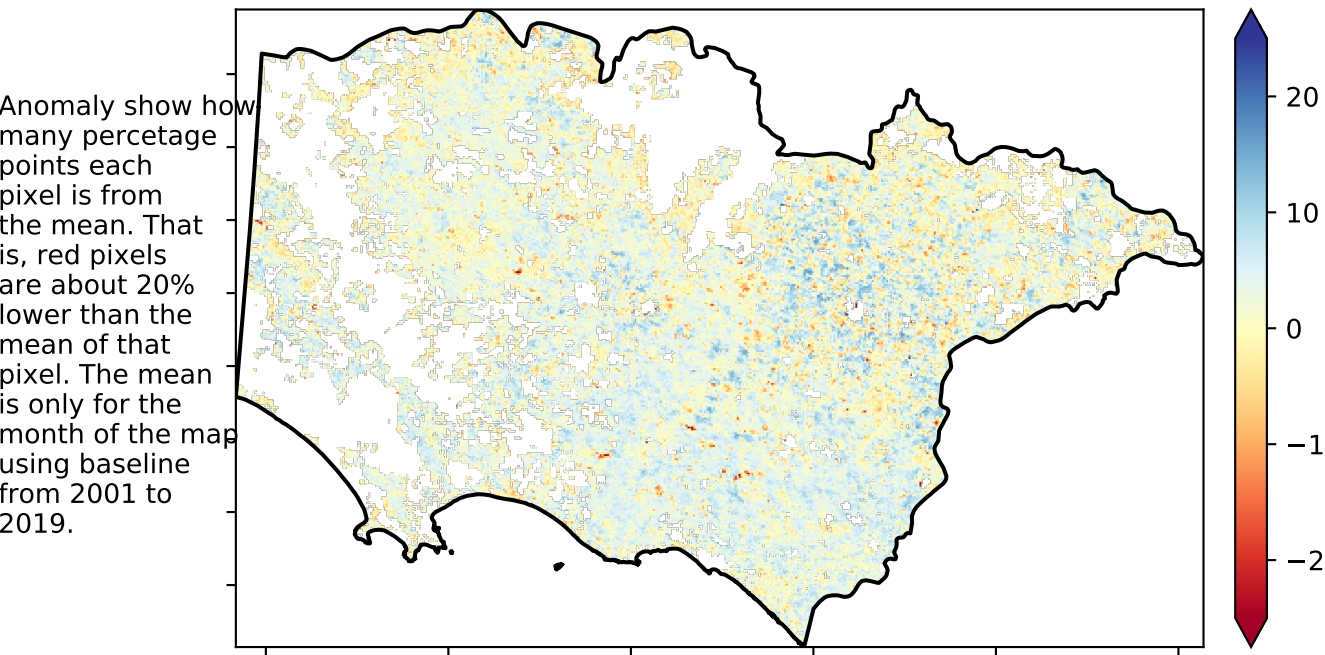 Anomaly show how
many percetage
points each
pixel is from
the mean. That
is, red pixels
are about 20%
lower than the
mean of that
pixel. The mean
is only for the
month of the map
using baseline
from 2001 to
2019.
20
10
0
−1
−2